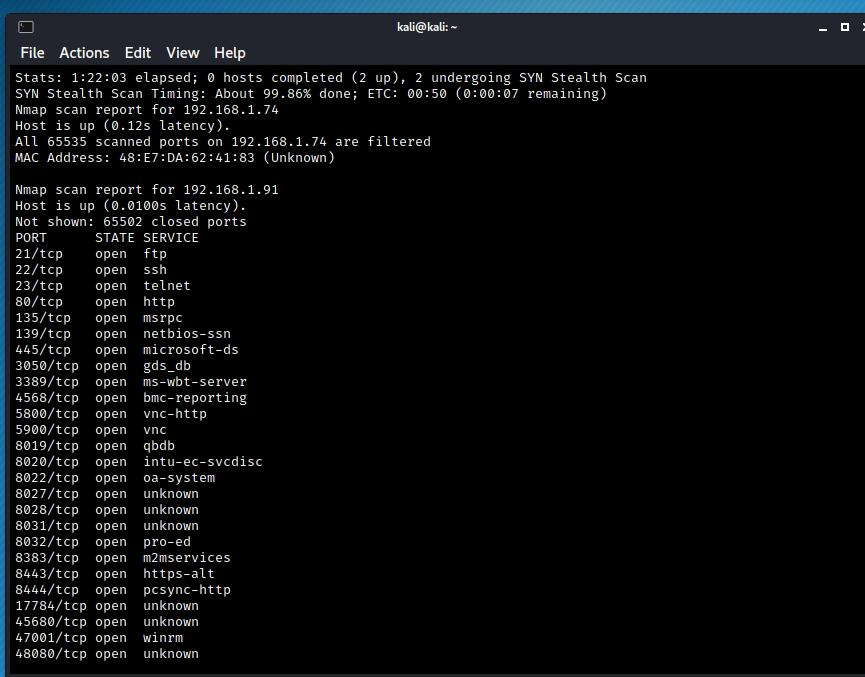 kali@kali: ~
File Actions Edit View Help
Stats: 1:22:03 elapsed; 0 hosts completed (2 up), 2 undergoing SYN Stealth Scan
SYN Stealth Scan Timing: About 99.86% done; ETC: 00:50 (0:00:07 remaining)
Nmap scan report for 192.168.1.74
Host is up (0.12s latency).
All 65535 scanned ports on 192.168.1.74 are filtered
MAC Address: 48:E7:DA:62:41:83 (Unknown)

Nmap scan report for 192.168.1.91
Host is up (0.0100s latency).
Not shown: 65502 closed ports
PORT      STATE SERVICE
21/tcp    open  ftp
22/tcp    open  ssh
23/tcp    open  telnet
80/tcp    open  http
135/tcp   open  msrpc
139/tcp   open  netbios-ssn
445/tcp   open  microsoft-ds
3050/tcp  open  gds_db
3389/tcp  open  ms-wbt-server
4568/tcp  open  bmc-reporting
5800/tcp  open  vnc-http
5900/tcp  open  vnc
8019/tcp  open  qbdb
8020/tcp  open  intu-ec-svcdisc
8022/tcp  open  oa-system
8027/tcp  open  unknown
8028/tcp  open  unknown
8031/tcp  open  unknown
8032/tcp  open  pro-ed
8383/tcp  open  m2mservices
8443/tcp  open  https-alt
8444/tcp  open  pcsync-http
17784/tcp open  unknown
45680/tcp open  unknown
47001/tcp open  winrm
48080/tcp open  unknown